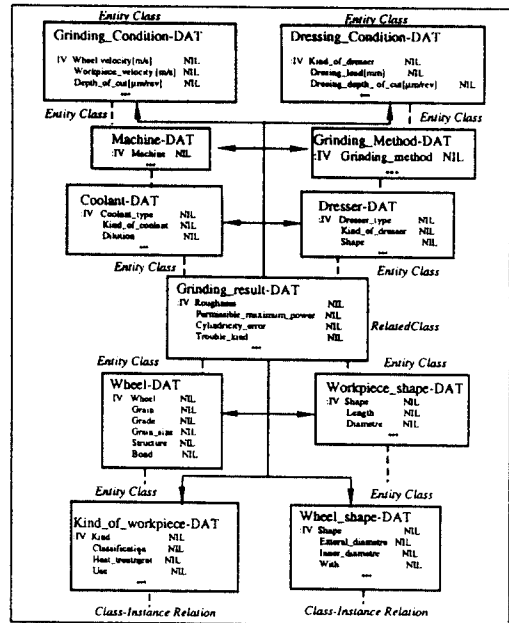 Entity Class
Entity Class
Grinding_Condition-DAT
:IV Wheel velocity[m/s] NIL
Workpiece_velocity [m/s] NIL
Depth_of_cut[μm/rev] NIL
...
Dressing_Condition-DAT
:IV Kind_of_dresser NIL
Dressing_lead[mm] NIL
Dressing_depth_of_cut[μm/rev] NIL
...
Entity Class
Entity Class
Machine-DAT
:IV Machine NIL
...
Grinding_Method-DAT
:IV Grinding_method NIL
...
Coolant-DAT
:IV Coolant_type NIL
Kind_of_coolant NIL
Dilution NIL
...
Dresser-DAT
:IV Dresser_type NIL
Kind_of_dresser NIL
Shape NIL
...
Entity Class
Entity Class
Grinding_result-DAT
:IV Roughness NIL
Permissible_maximum_power NIL
Cylindricity_error NIL
Trouble_kind NIL
...
RelatedClass
Entity Class
Entity Class
Wheel-DAT
:IV Wheel NIL
Grain NIL
Grade NIL
Grain_size NIL
Structure NIL
Bond NIL
Workpiece_shape-DAT
:IV Shape NIL
Length NIL
Diametre NIL
...
Entity Class
Entity Class
Kind_of_workpiece-DAT
:IV Kind NIL
Classification NIL
Heat_treatmet NIL
Use NIL
...
Wheel_shape-DAT
:IV Shape NIL
Exteral_diametre NIL
Inner_diametre NIL
With NIL
...
Class-Instance Relation
Class-Instance Relation